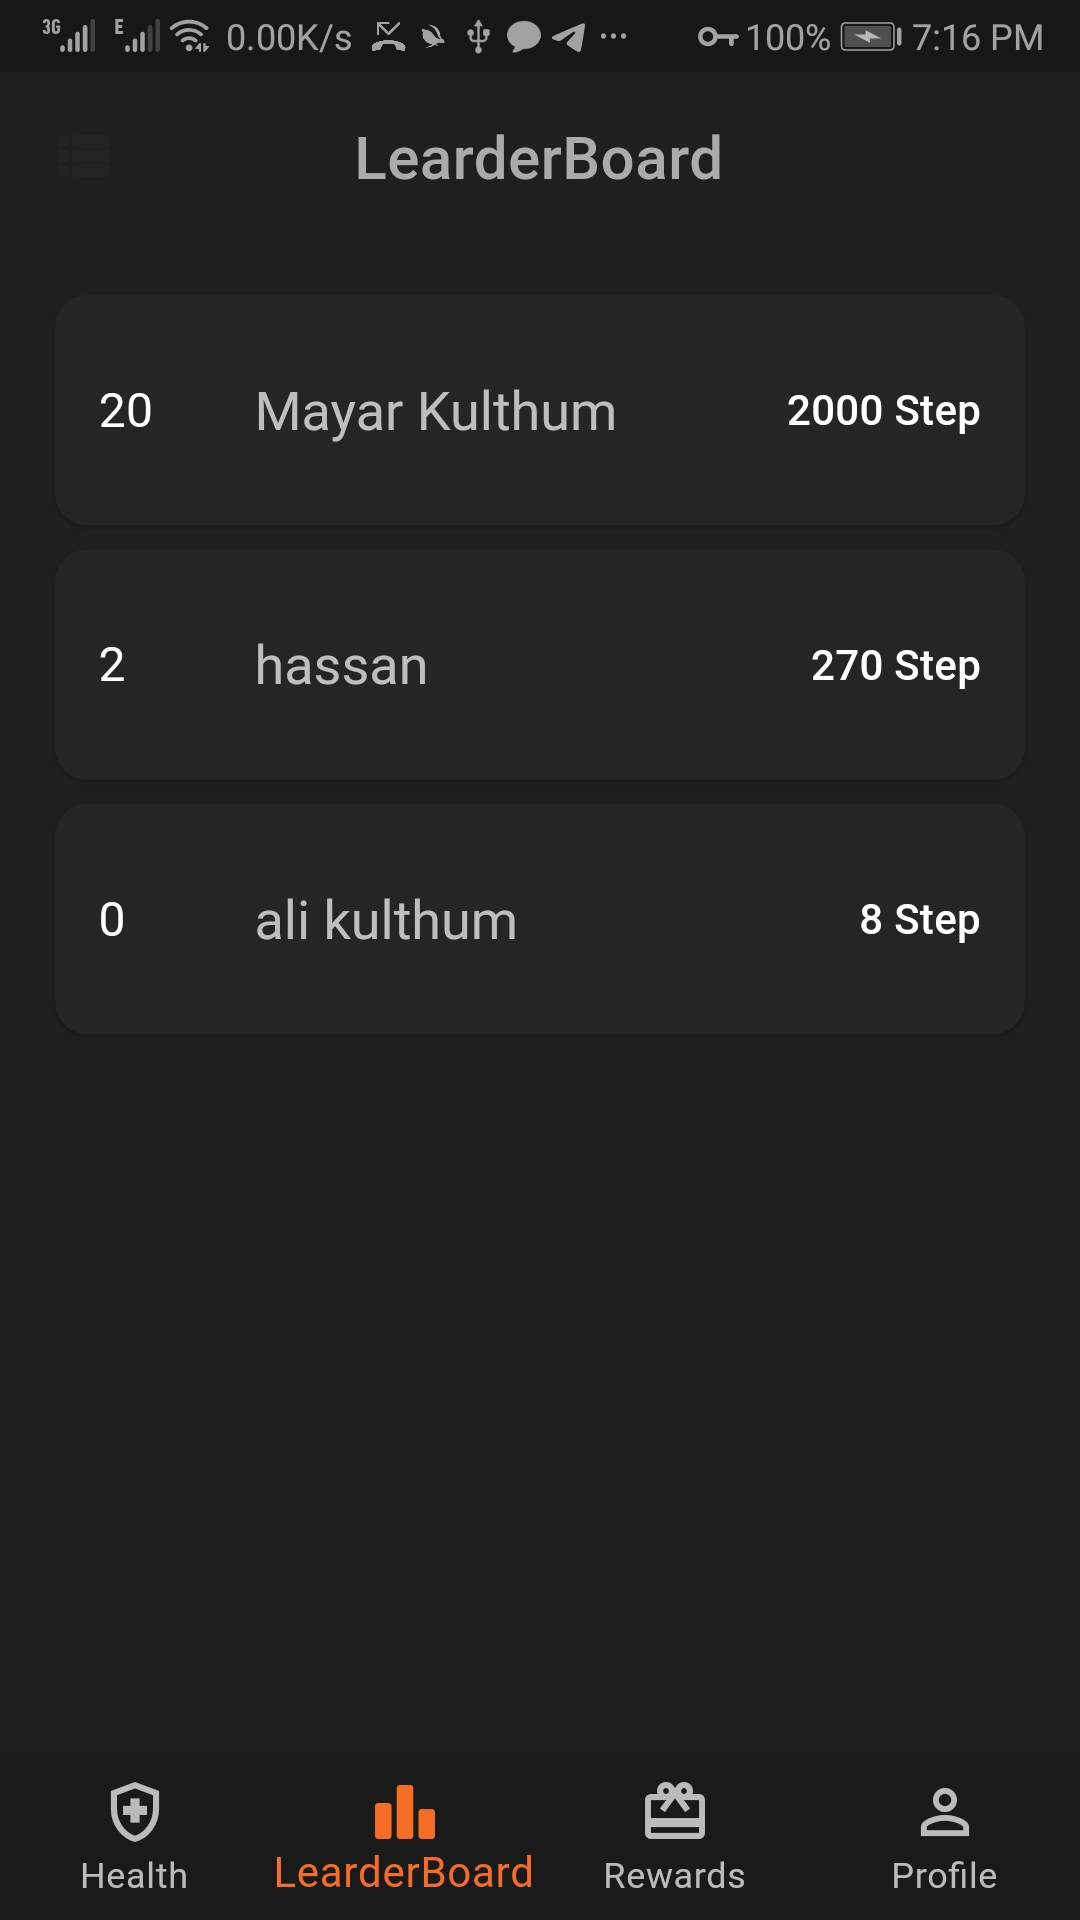 3G E 0.00K/s 100% 7:16 PM
LearderBoard
20 Mayar Kulthum 2000 Step
2 hassan 270 Step
0 ali kulthum 8 Step
Health LearderBoard Rewards Profile